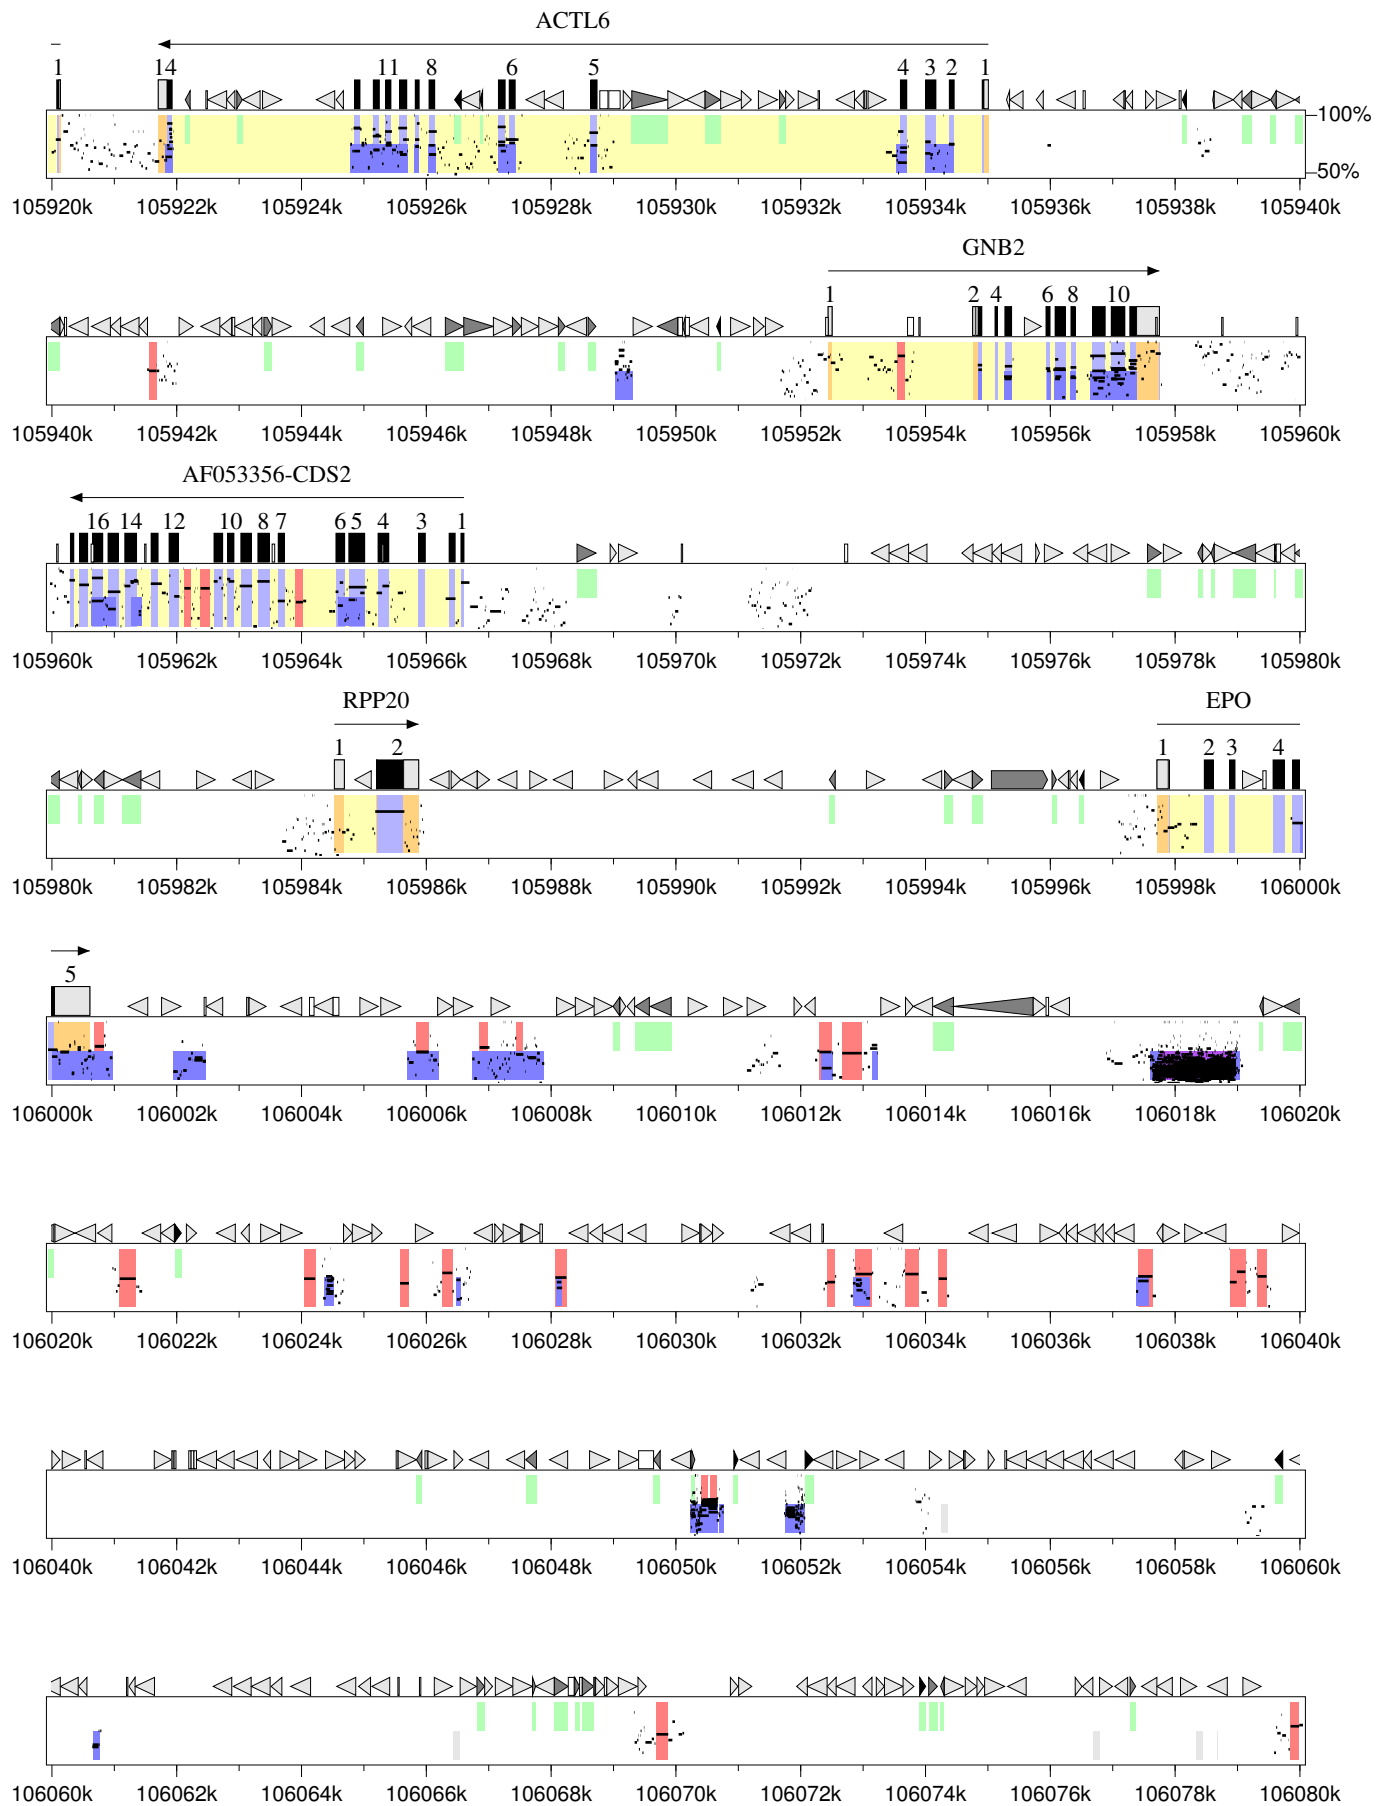 ACTL6
1 14 11 8 6 5 4 3 2 1
100%
50%
105920k 105922k 105924k 105926k 105928k 105930k 105932k 105934k 105936k 105938k 105940k
GNB2
1 2 4 6 8 10
105940k 105942k 105944k 105946k 105948k 105950k 105952k 105954k 105956k 105958k 105960k
AF053356-CDS2
16 14 12 10 8 7 6 5 4 3 1
105960k 105962k 105964k 105966k 105968k 105970k 105972k 105974k 105976k 105978k 105980k
RPP20 EPO
1 2 1 2 3 4
105980k 105982k 105984k 105986k 105988k 105990k 105992k 105994k 105996k 105998k 106000k
5
106000k 106002k 106004k 106006k 106008k 106010k 106012k 106014k 106016k 106018k 106020k
106020k 106022k 106024k 106026k 106028k 106030k 106032k 106034k 106036k 106038k 106040k
106040k 106042k 106044k 106046k 106048k 106050k 106052k 106054k 106056k 106058k 106060k
106060k 106062k 106064k 106066k 106068k 106070k 106072k 106074k 106076k 106078k 106080k